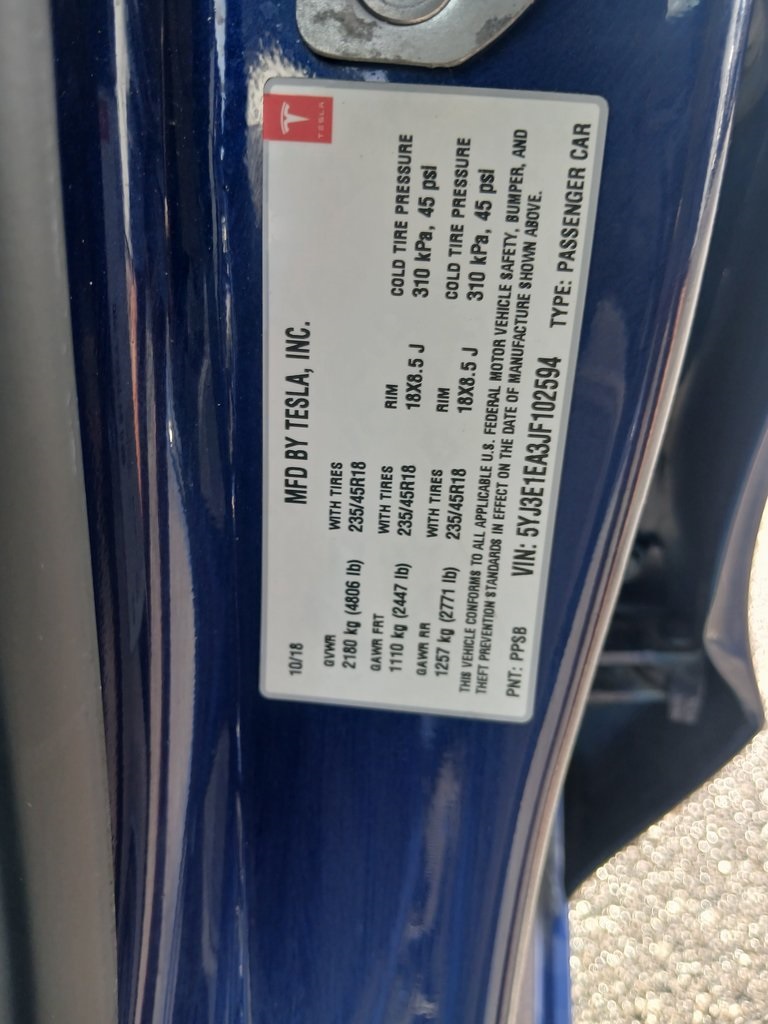 TESLA
10/18 MFD BY TESLA, INC.
GVWR WITH TIRES
2180 kg (4806 lb) 235/45R18
GAWR FRT WITH TIRES RIM COLD TIRE PRESSURE
1110 kg (2447 lb) 235/45R18 18X8.5 J 310 kPa, 45 psi
GAWR RR WITH TIRES RIM COLD TIRE PRESSURE
1257 kg (2771 lb) 235/45R18 18X8.5 J 310 kPa, 45 psi
THIS VEHICLE CONFORMS TO ALL APPLICABLE U.S. FEDERAL MOTOR VEHICLE SAFETY, BUMPER, AND
THEFT PREVENTION STANDARDS IN EFFECT ON THE DATE OF MANUFACTURE SHOWN ABOVE.
PNT: PPSB VIN: 5YJ3E1EA3JF102594 TYPE: PASSENGER CAR